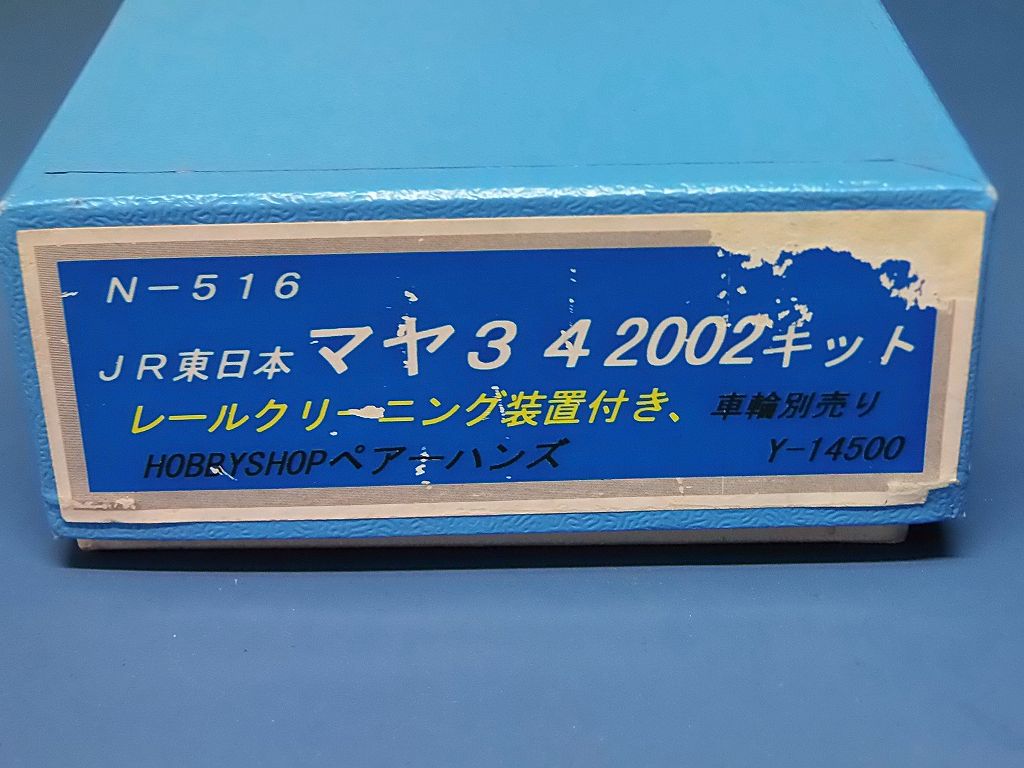 N-516
JR東日本 マヤ34 2002キット
レールクリーニング装置付き、 車輪別売り
HOBBYSHOPペアーハンズ Y-14500